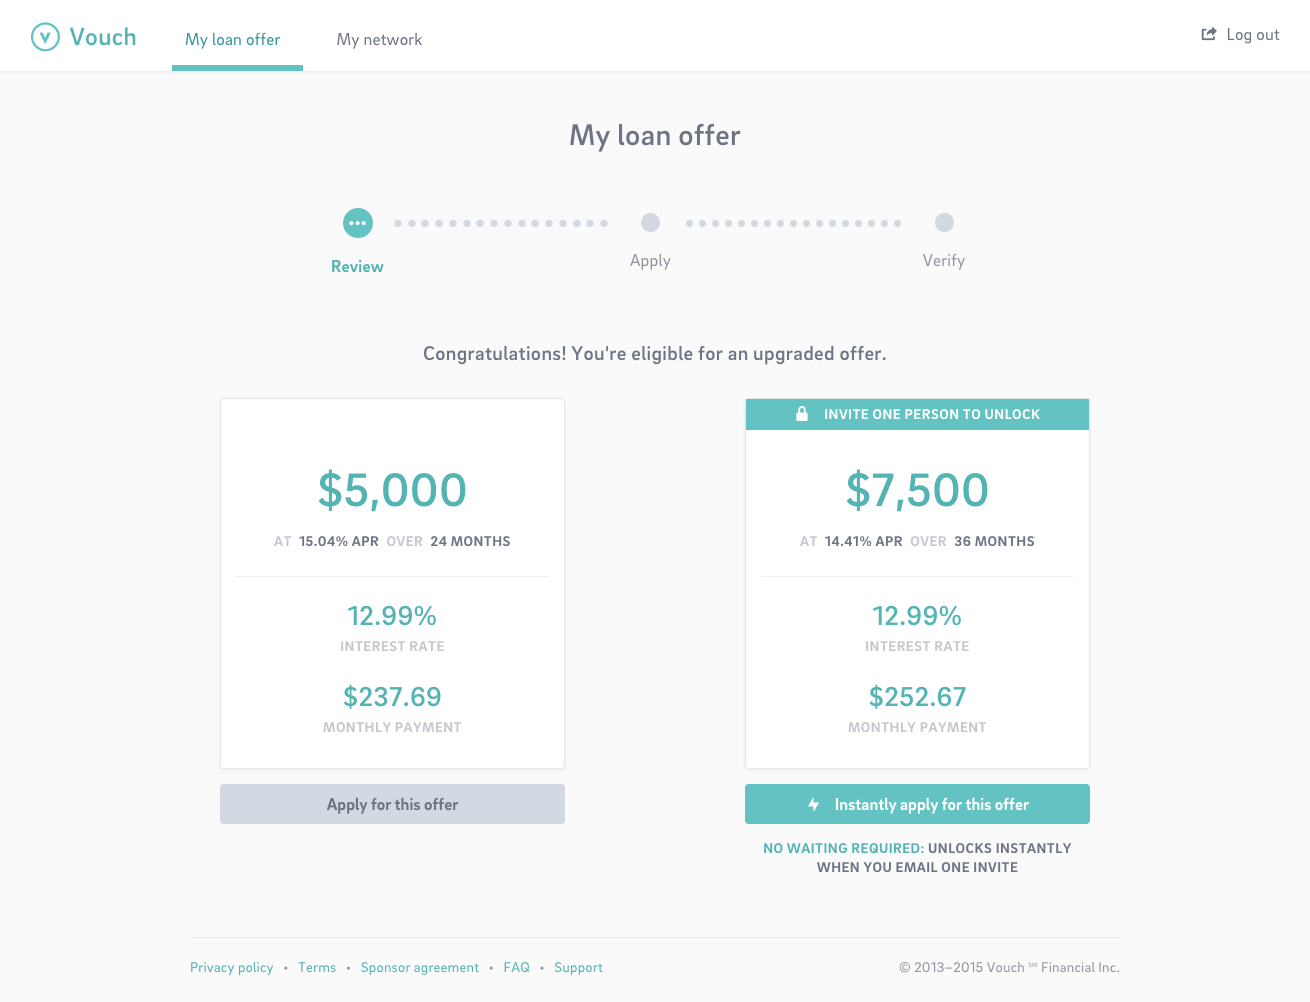 Vouch
My loan offer
My network
Log out
My loan offer
Review
Apply
Verify
Congratulations! You're eligible for an upgraded offer.
$5,000
AT 15.04% APR OVER 24 MONTHS
12.99%
INTEREST RATE
$237.69
MONTHLY PAYMENT
Apply for this offer
INVITE ONE PERSON TO UNLOCK
$7,500
AT 14.41% APR OVER 36 MONTHS
12.99%
INTEREST RATE
$252.67
MONTHLY PAYMENT
Instantly apply for this offer
NO WAITING REQUIRED: UNLOCKS INSTANTLY
WHEN YOU EMAIL ONE INVITE
Privacy policy • Terms • Sponsor agreement • FAQ • Support
© 2013–2015 Vouch ℠ Financial Inc.